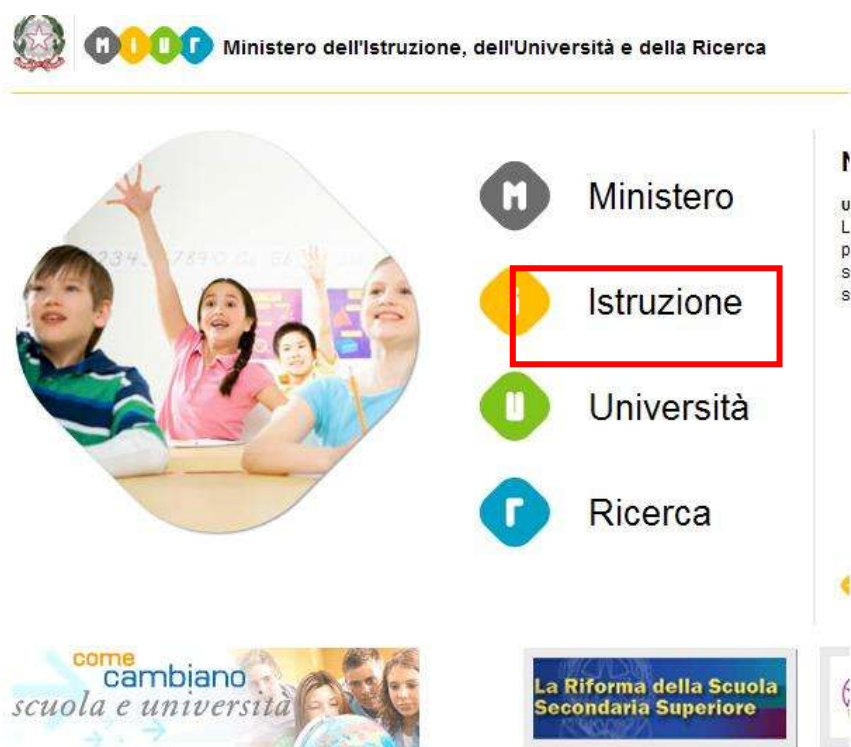 MIUR Ministero dell'Istruzione, dell'Università e della Ricerca
M Ministero
i Istruzione
U Università
r Ricerca
come
cambiano
scuola e università
La Riforma della Scuola
Secondaria Superiore